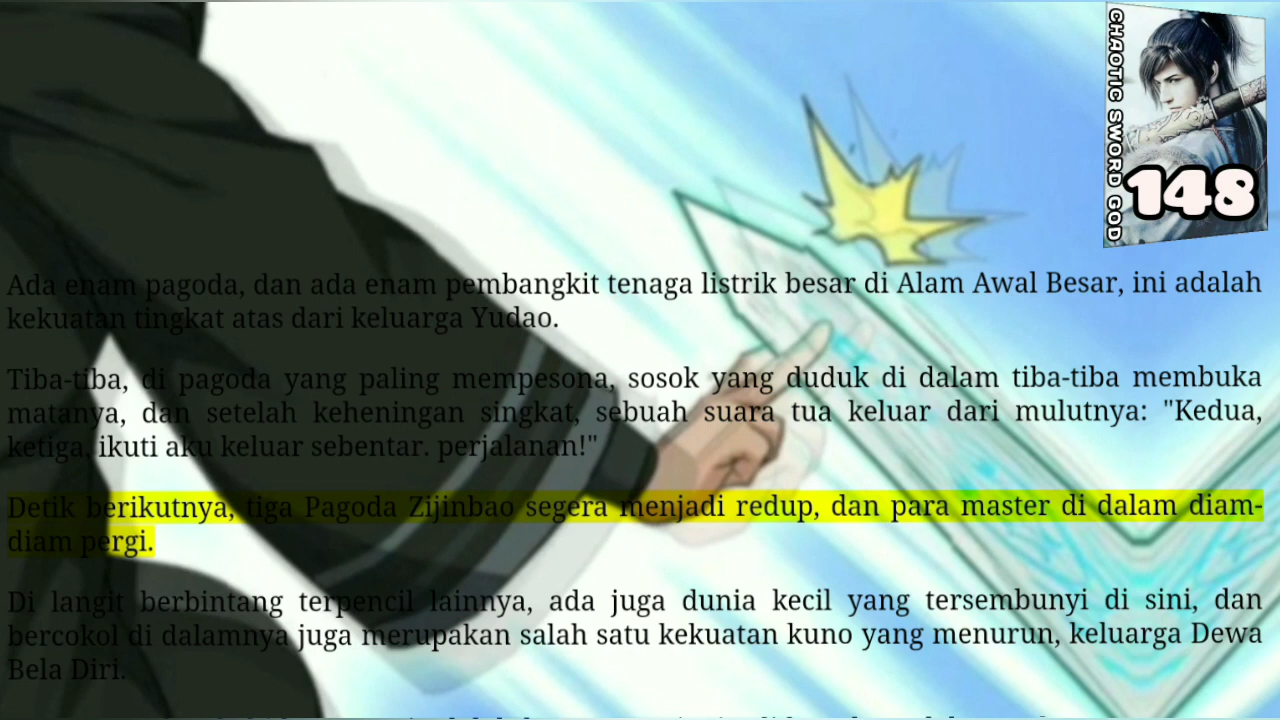 CHAOTIC SWORD GOD
148
Ada enam pagoda, dan ada enam pembangkit tenaga listrik besar di Alam Awal Besar, ini adalah
kekuatan tingkat atas dari keluarga Yudao.
Tiba-tiba, di pagoda yang paling mempesona, sosok yang duduk di dalam tiba-tiba membuka
matanya, dan setelah keheningan singkat, sebuah suara tua keluar dari mulutnya: "Kedua,
ketiga, ikuti aku keluar sebentar. perjalanan!"
Detik berikutnya, tiga Pagoda Zijinbao segera menjadi redup, dan para master di dalam diam-
diam pergi.
Di langit berbintang terpencil lainnya, ada juga dunia kecil yang tersembunyi di sini, dan
bercokol di dalamnya juga merupakan salah satu kekuatan kuno yang menurun, keluarga Dewa
Bela Diri.